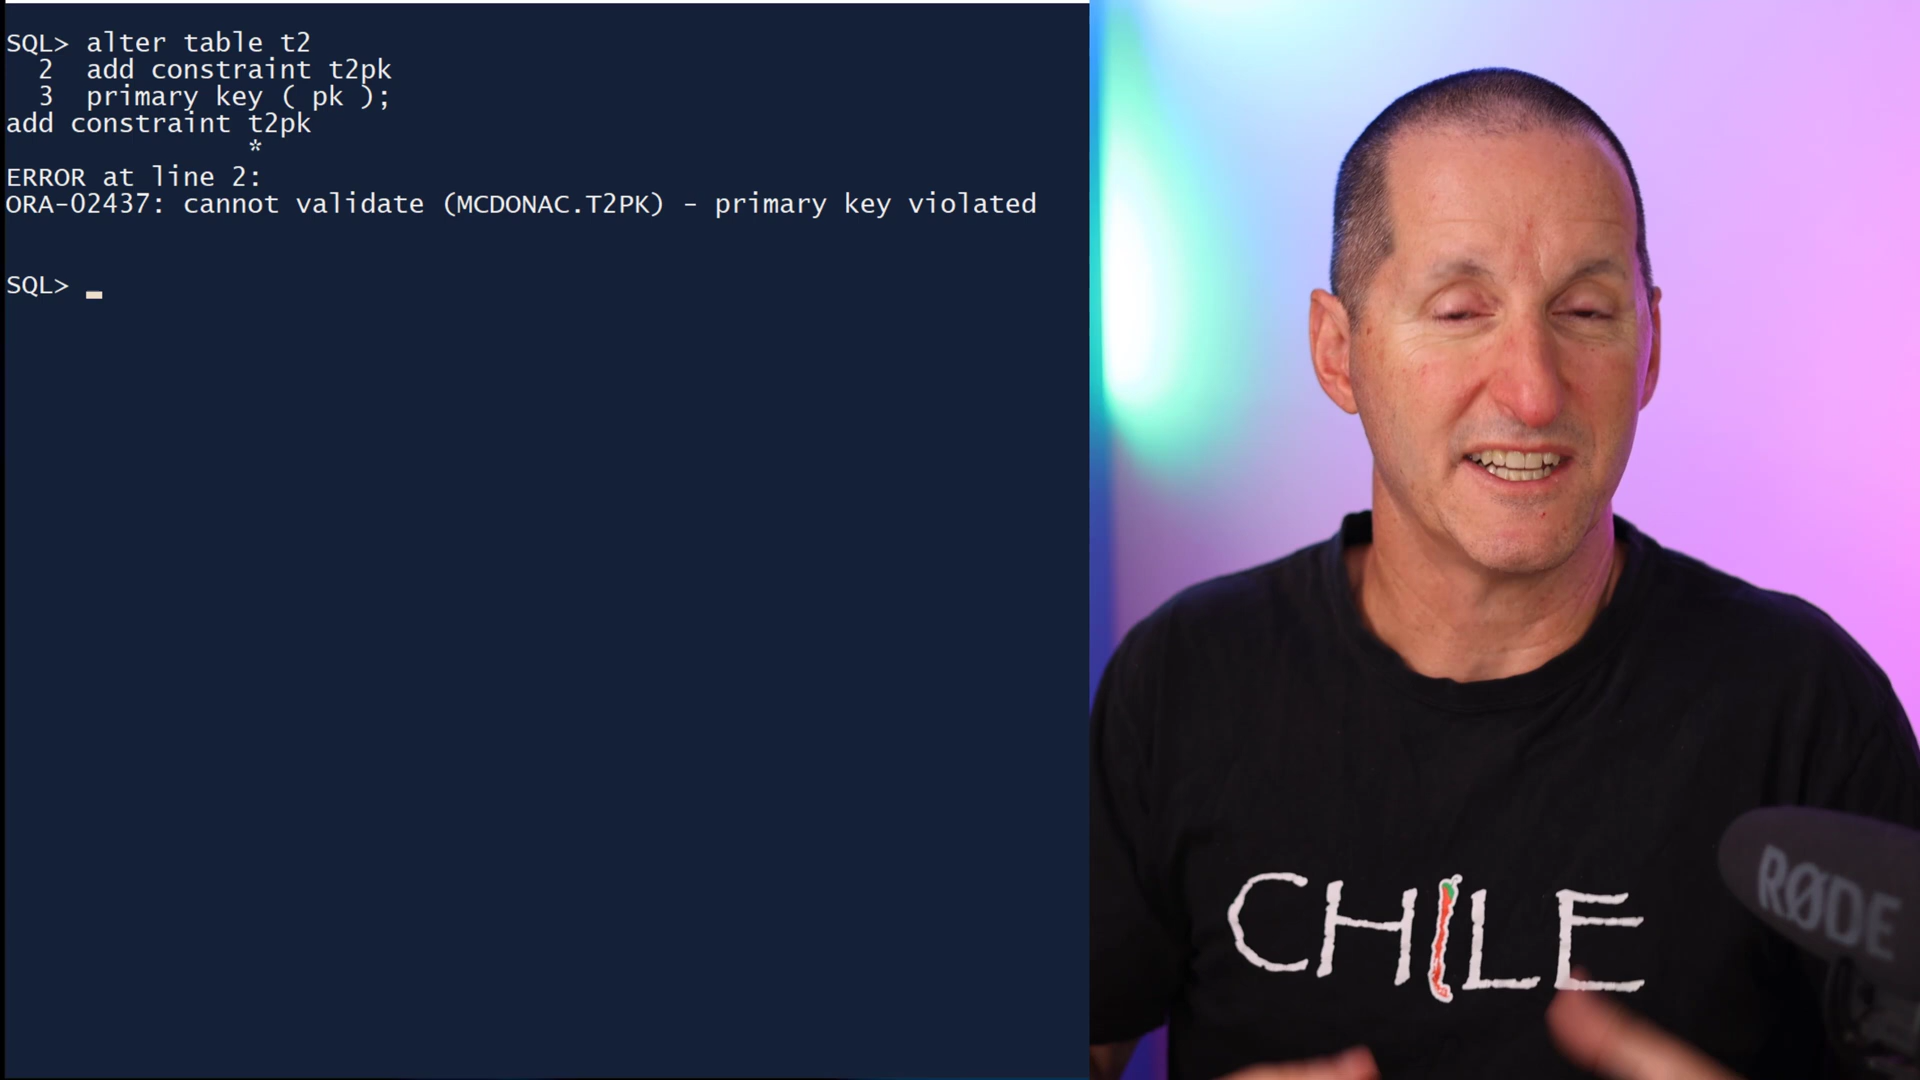 SQL> alter table t2
  2  add constraint t2pk
  3  primary key ( pk );
add constraint t2pk
               *
ERROR at line 2:
ORA-02437: cannot validate (MCDONAC.T2PK) - primary key violated
SQL> _
CHILE
RØDE